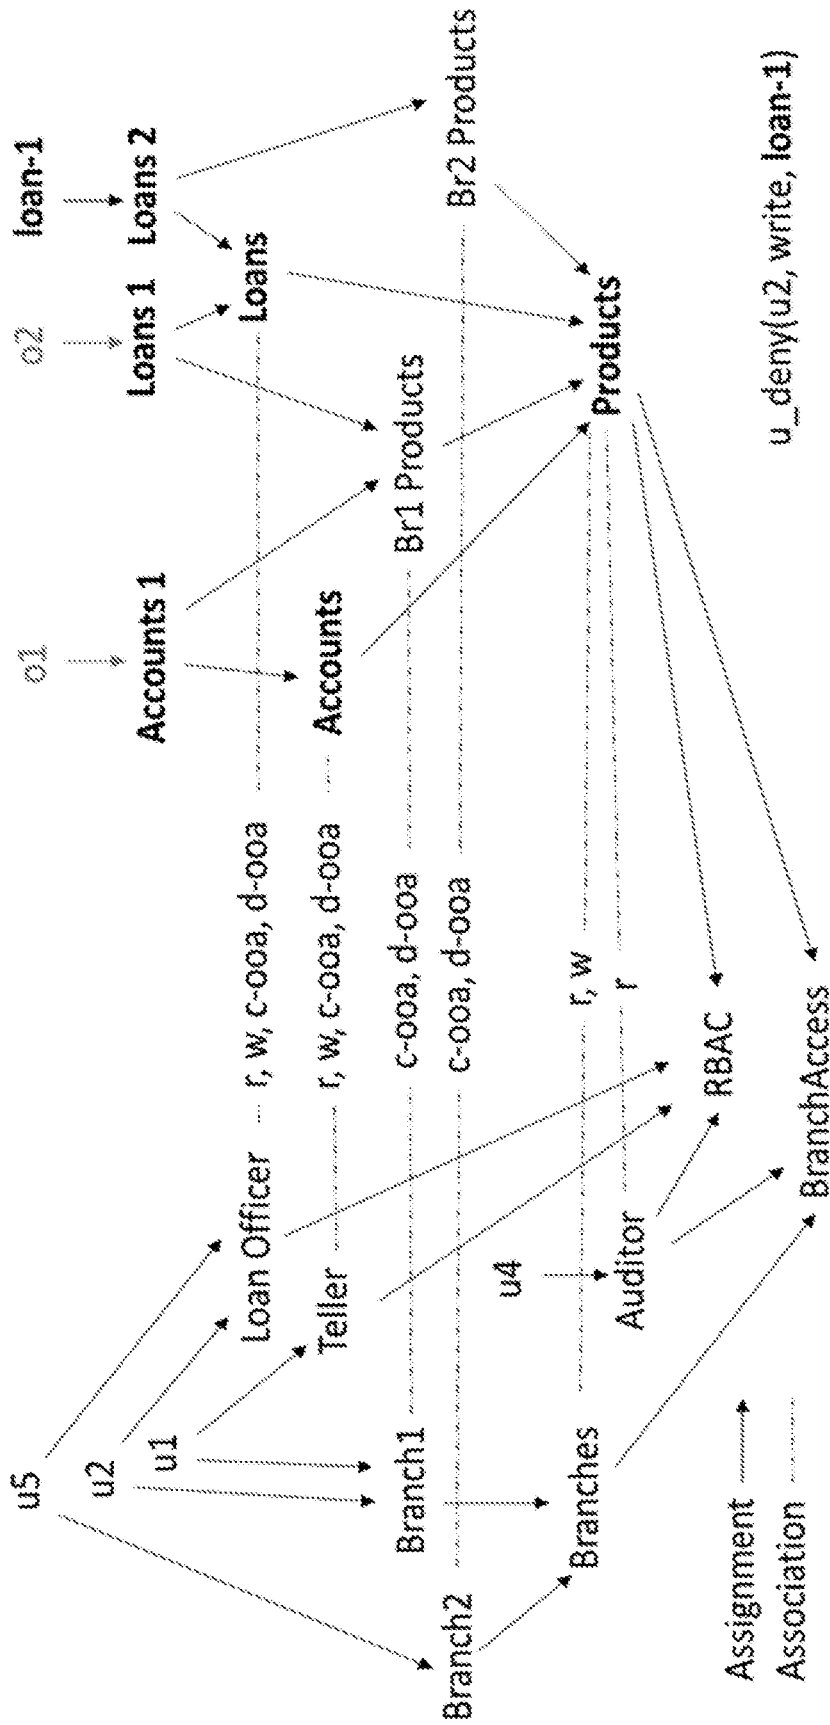 u5
u2
u1
o1
o2
loan-1
Accounts 1
Loans 1
Loans 2
Loan Officer
r, w, c-ooa, d-ooa
Loans
Teller
r, w, c-ooa, d-ooa
Accounts
Branch1
c-ooa, d-ooa
Br1 Products
Branch2
c-ooa, d-ooa
Br2 Products
u4
Branches
r, w
Auditor
r
Products
RBAC
BranchAccess
Assignment
Association
u_deny(u2, write, loan-1)